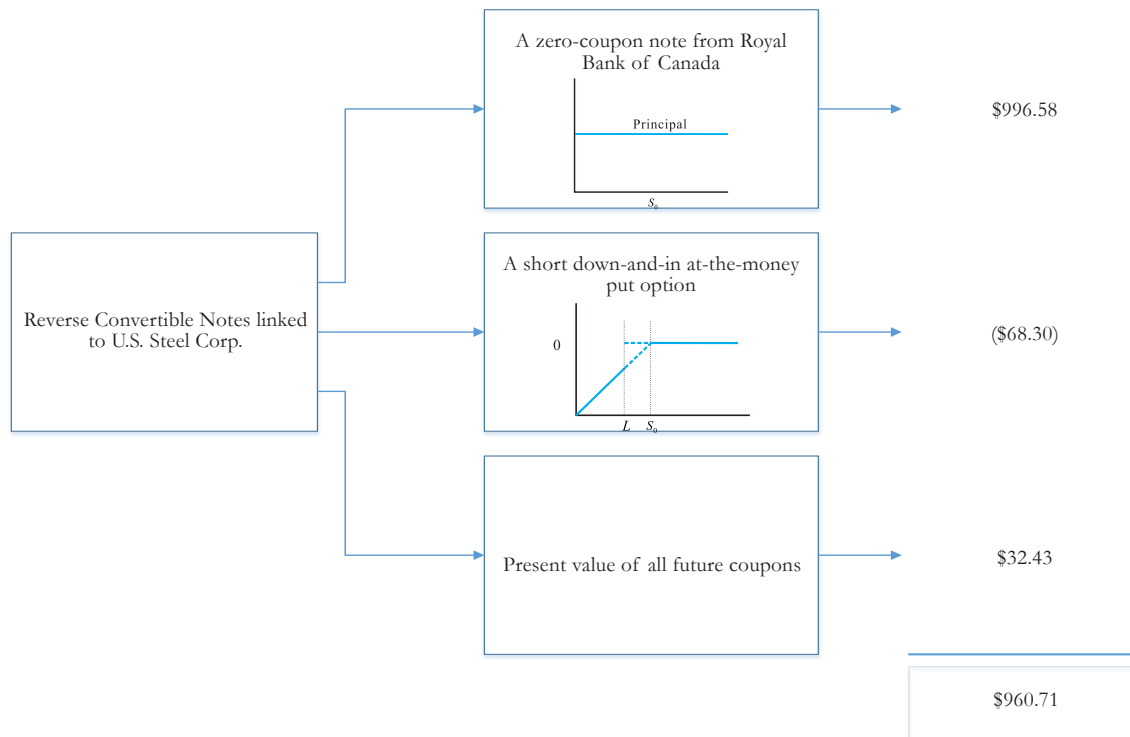 A zero-coupon note from Royal
Bank of Canada
Principal
S₀
$996.58
Reverse Convertible Notes linked
to U.S. Steel Corp.
A short down-and-in at-the-money
put option
0
L S₀
($68.30)
Present value of all future coupons
$32.43
$960.71